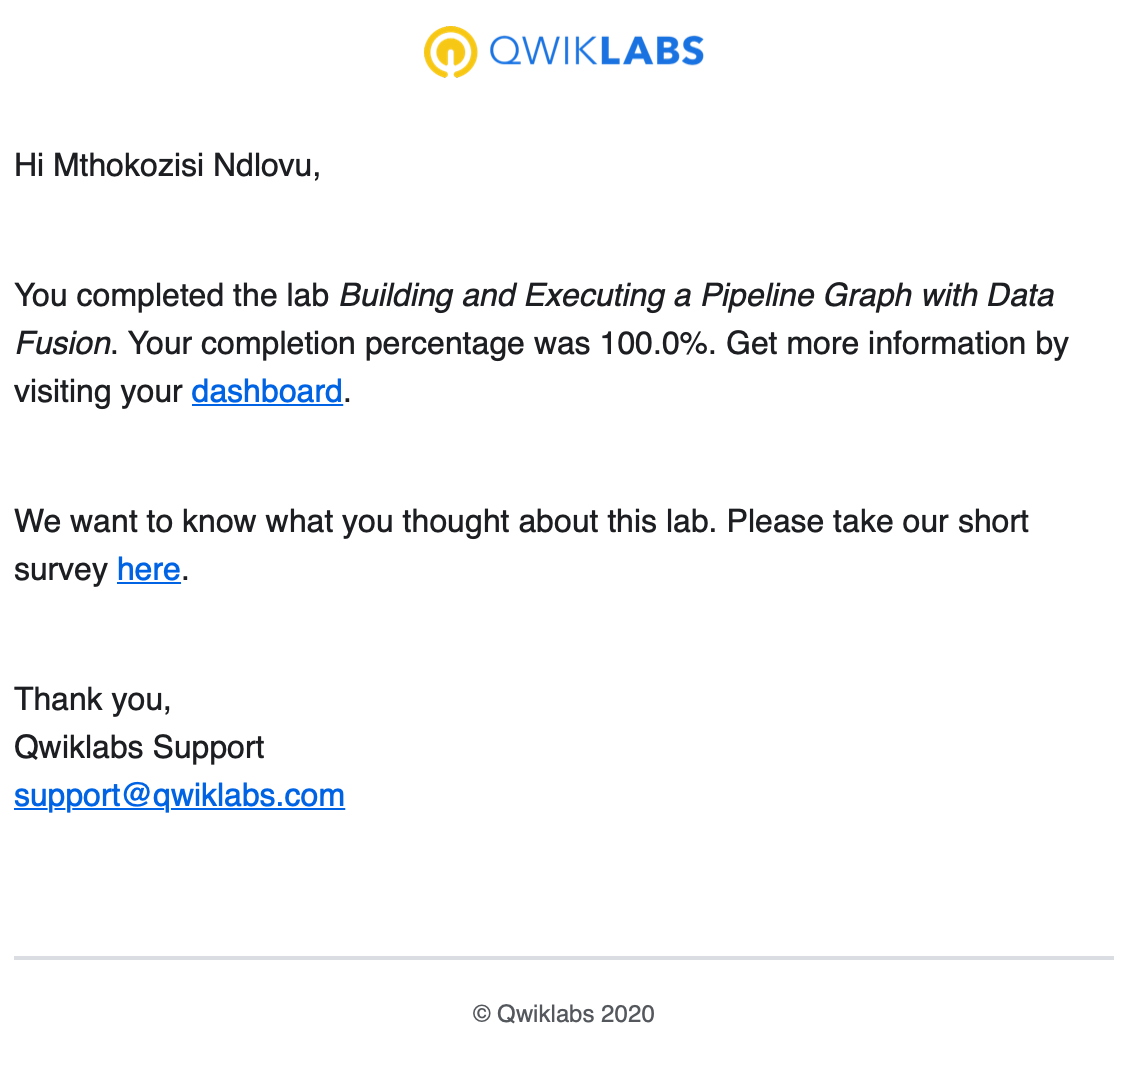 QWIKLABS
Hi Mthokozisi Ndlovu,
You completed the lab Building and Executing a Pipeline Graph with Data
Fusion. Your completion percentage was 100.0%. Get more information by
visiting your dashboard.
We want to know what you thought about this lab. Please take our short
survey here.
Thank you,
Qwiklabs Support
support@qwiklabs.com
© Qwiklabs 2020